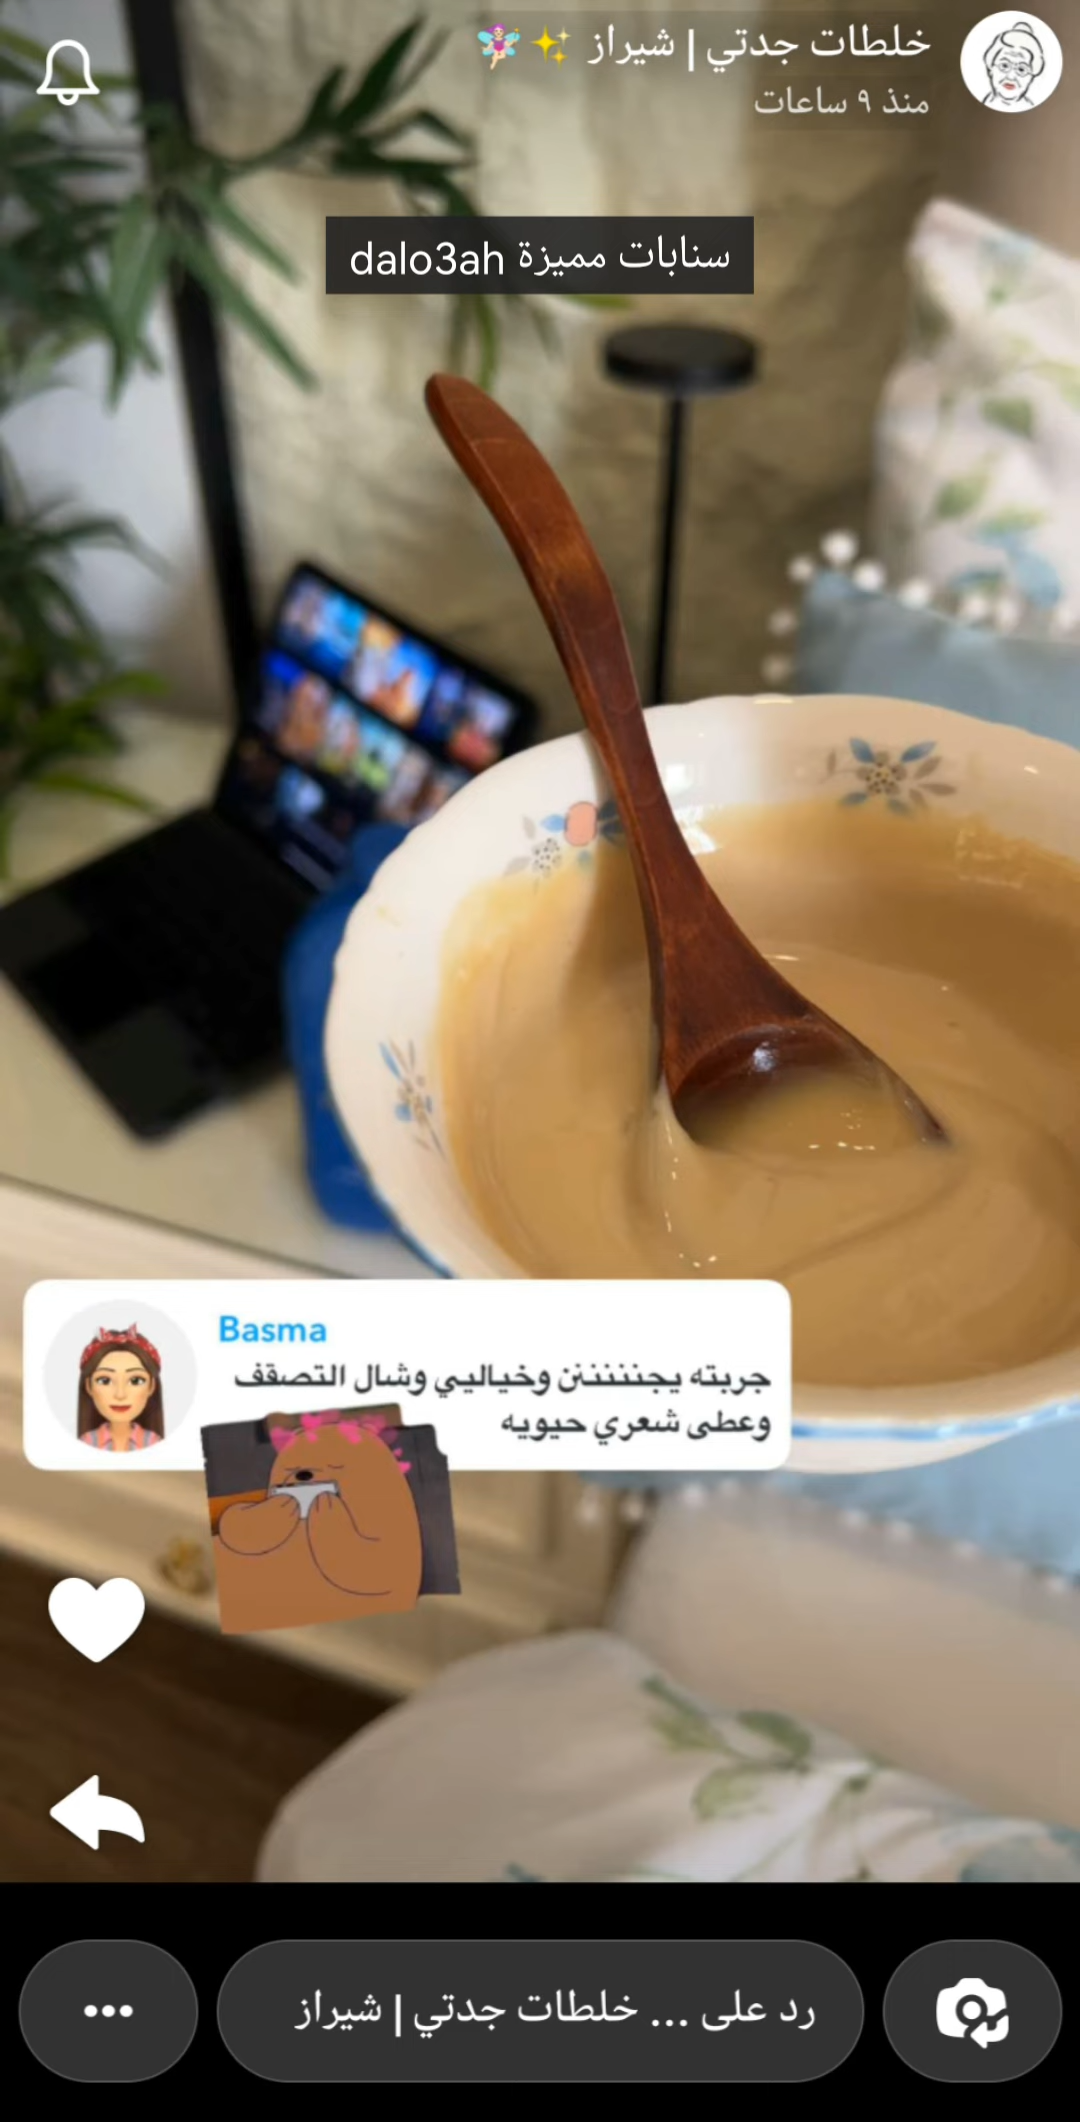 خلطات جدتي | شيراز ✨🧚🏻‍♀️
منذ ٩ ساعات
سنابات مميزة dalo3ah
Basma
جربته يجنننننن وخياليي وشال التصقف
وعطى شعري حيويه
رد على ... خلطات جدتي | شيراز